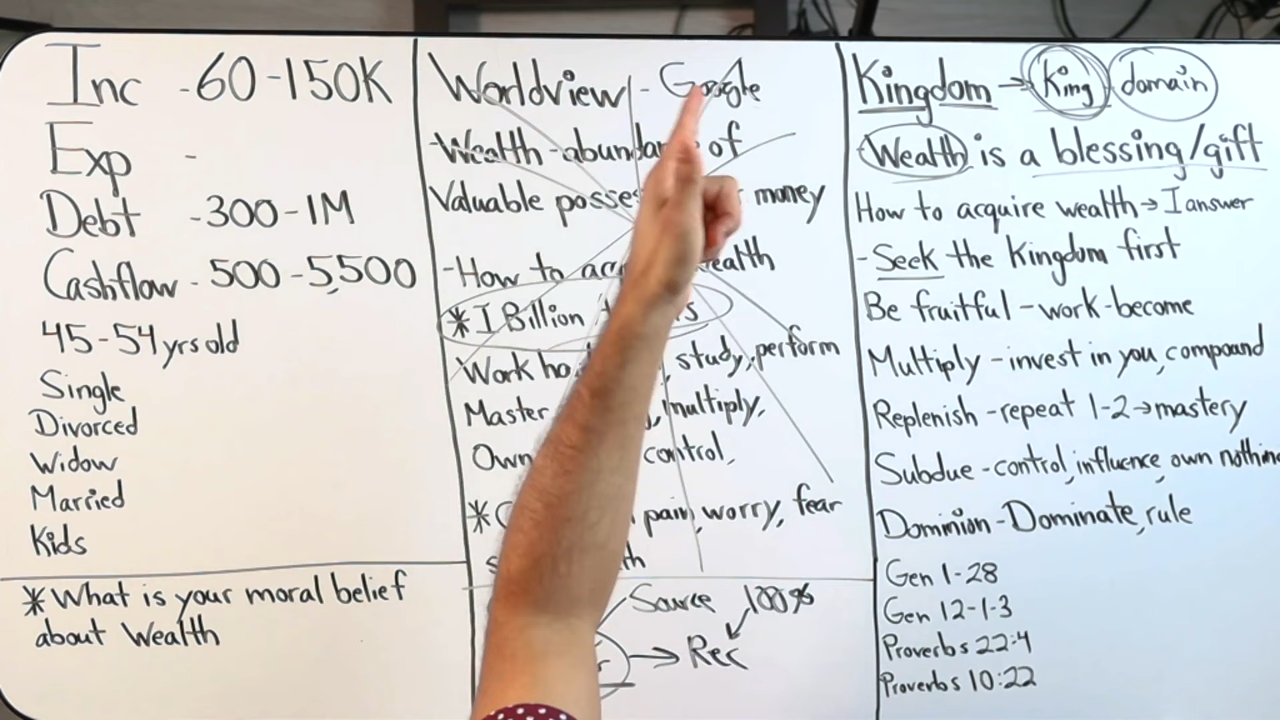 Inc - 60-150K
Exp -
Debt - 300-1M
Cashflow - 500-5,500
45-54 yrs old
Single
Divorced
Widow
Married
Kids
* What is your moral belief
about Wealth
Worldview - Google
-Wealth - of
Valuable money
-How to
* 1 Billion
Work study, perform
Master multiply,
Own control,
* pain, worry, fear
Source 100%
→ Rec
Kingdom → King domain
Wealth is a blessing/gift
How to acquire wealth → 1 answer
- Seek the Kingdom first
Be fruitful - work - become
Multiply - invest in you, compound
Replenish - repeat 1-2 → mastery
Subdue - control, influence, own nothing
Dominion - Dominate, rule
Gen 1-28
Gen 12-1-3
Proverbs 22:4
Proverbs 10:22